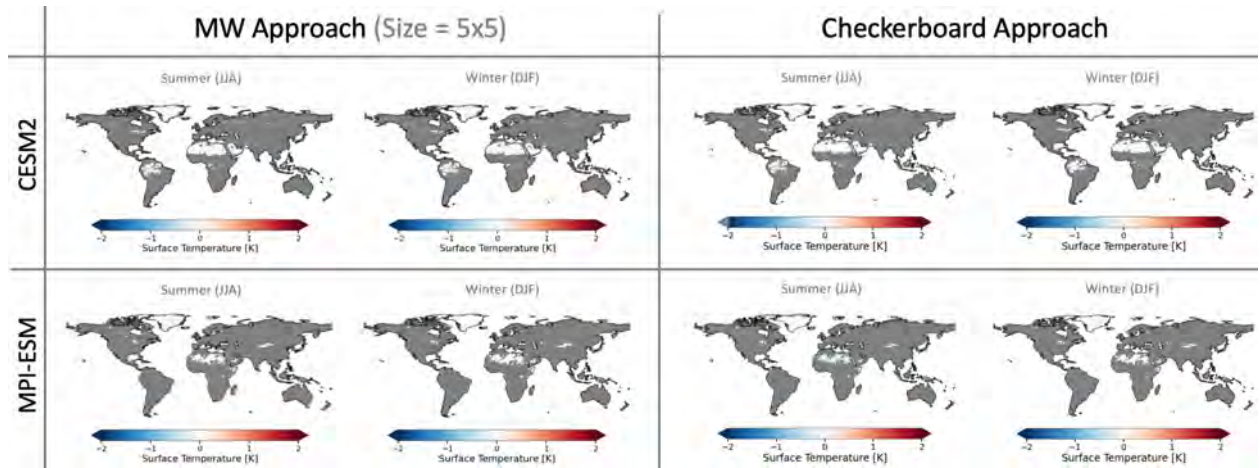 MW Approach (Size = 5x5)
Checkerboard Approach
CESM2
Summer (JJA)
Winter (DJF)
Summer (JJA)
Winter (DJF)
−2 −1 0 1 2
Surface Temperature [K]
−2 −1 0 1 2
Surface Temperature [K]
−2 −1 0 1 2
Surface Temperature [K]
−2 −1 0 1 2
Surface Temperature [K]
MPI-ESM
Summer (JJA)
Winter (DJF)
Summer (JJA)
Winter (DJF)
−2 −1 0 1 2
Surface Temperature [K]
−2 −1 0 1 2
Surface Temperature [K]
−2 −1 0 1 2
Surface Temperature [K]
−2 −1 0 1 2
Surface Temperature [K]